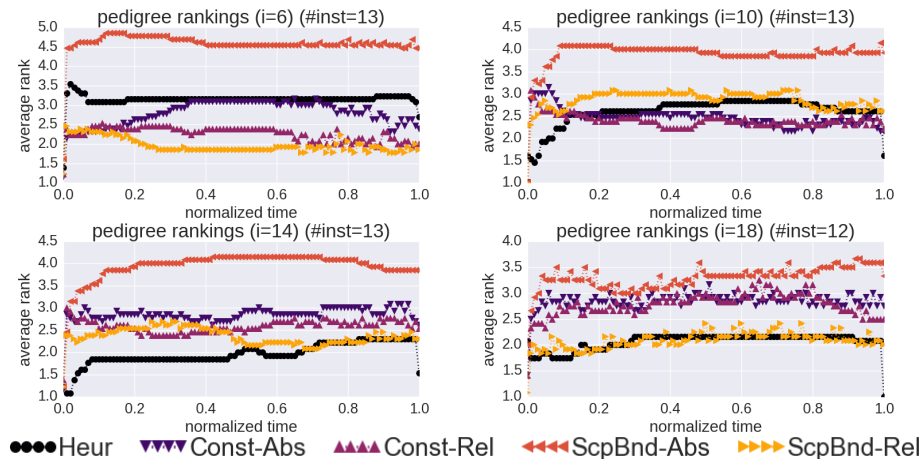 pedigree rankings (i=6) (#inst=13)
average rank
5.0
4.5
4.0
3.5
3.0
2.5
2.0
1.5
1.0
0.0 0.2 0.4 0.6 0.8 1.0
normalized time
pedigree rankings (i=10) (#inst=13)
average rank
4.5
4.0
3.5
3.0
2.5
2.0
1.5
1.0
0.0 0.2 0.4 0.6 0.8 1.0
normalized time
pedigree rankings (i=14) (#inst=13)
average rank
4.5
4.0
3.5
3.0
2.5
2.0
1.5
1.0
0.0 0.2 0.4 0.6 0.8 1.0
normalized time
pedigree rankings (i=18) (#inst=12)
average rank
4.0
3.5
3.0
2.5
2.0
1.5
1.0
0.0 0.2 0.4 0.6 0.8 1.0
normalized time
Heur Const-Abs Const-Rel ScpBnd-Abs ScpBnd-Rel